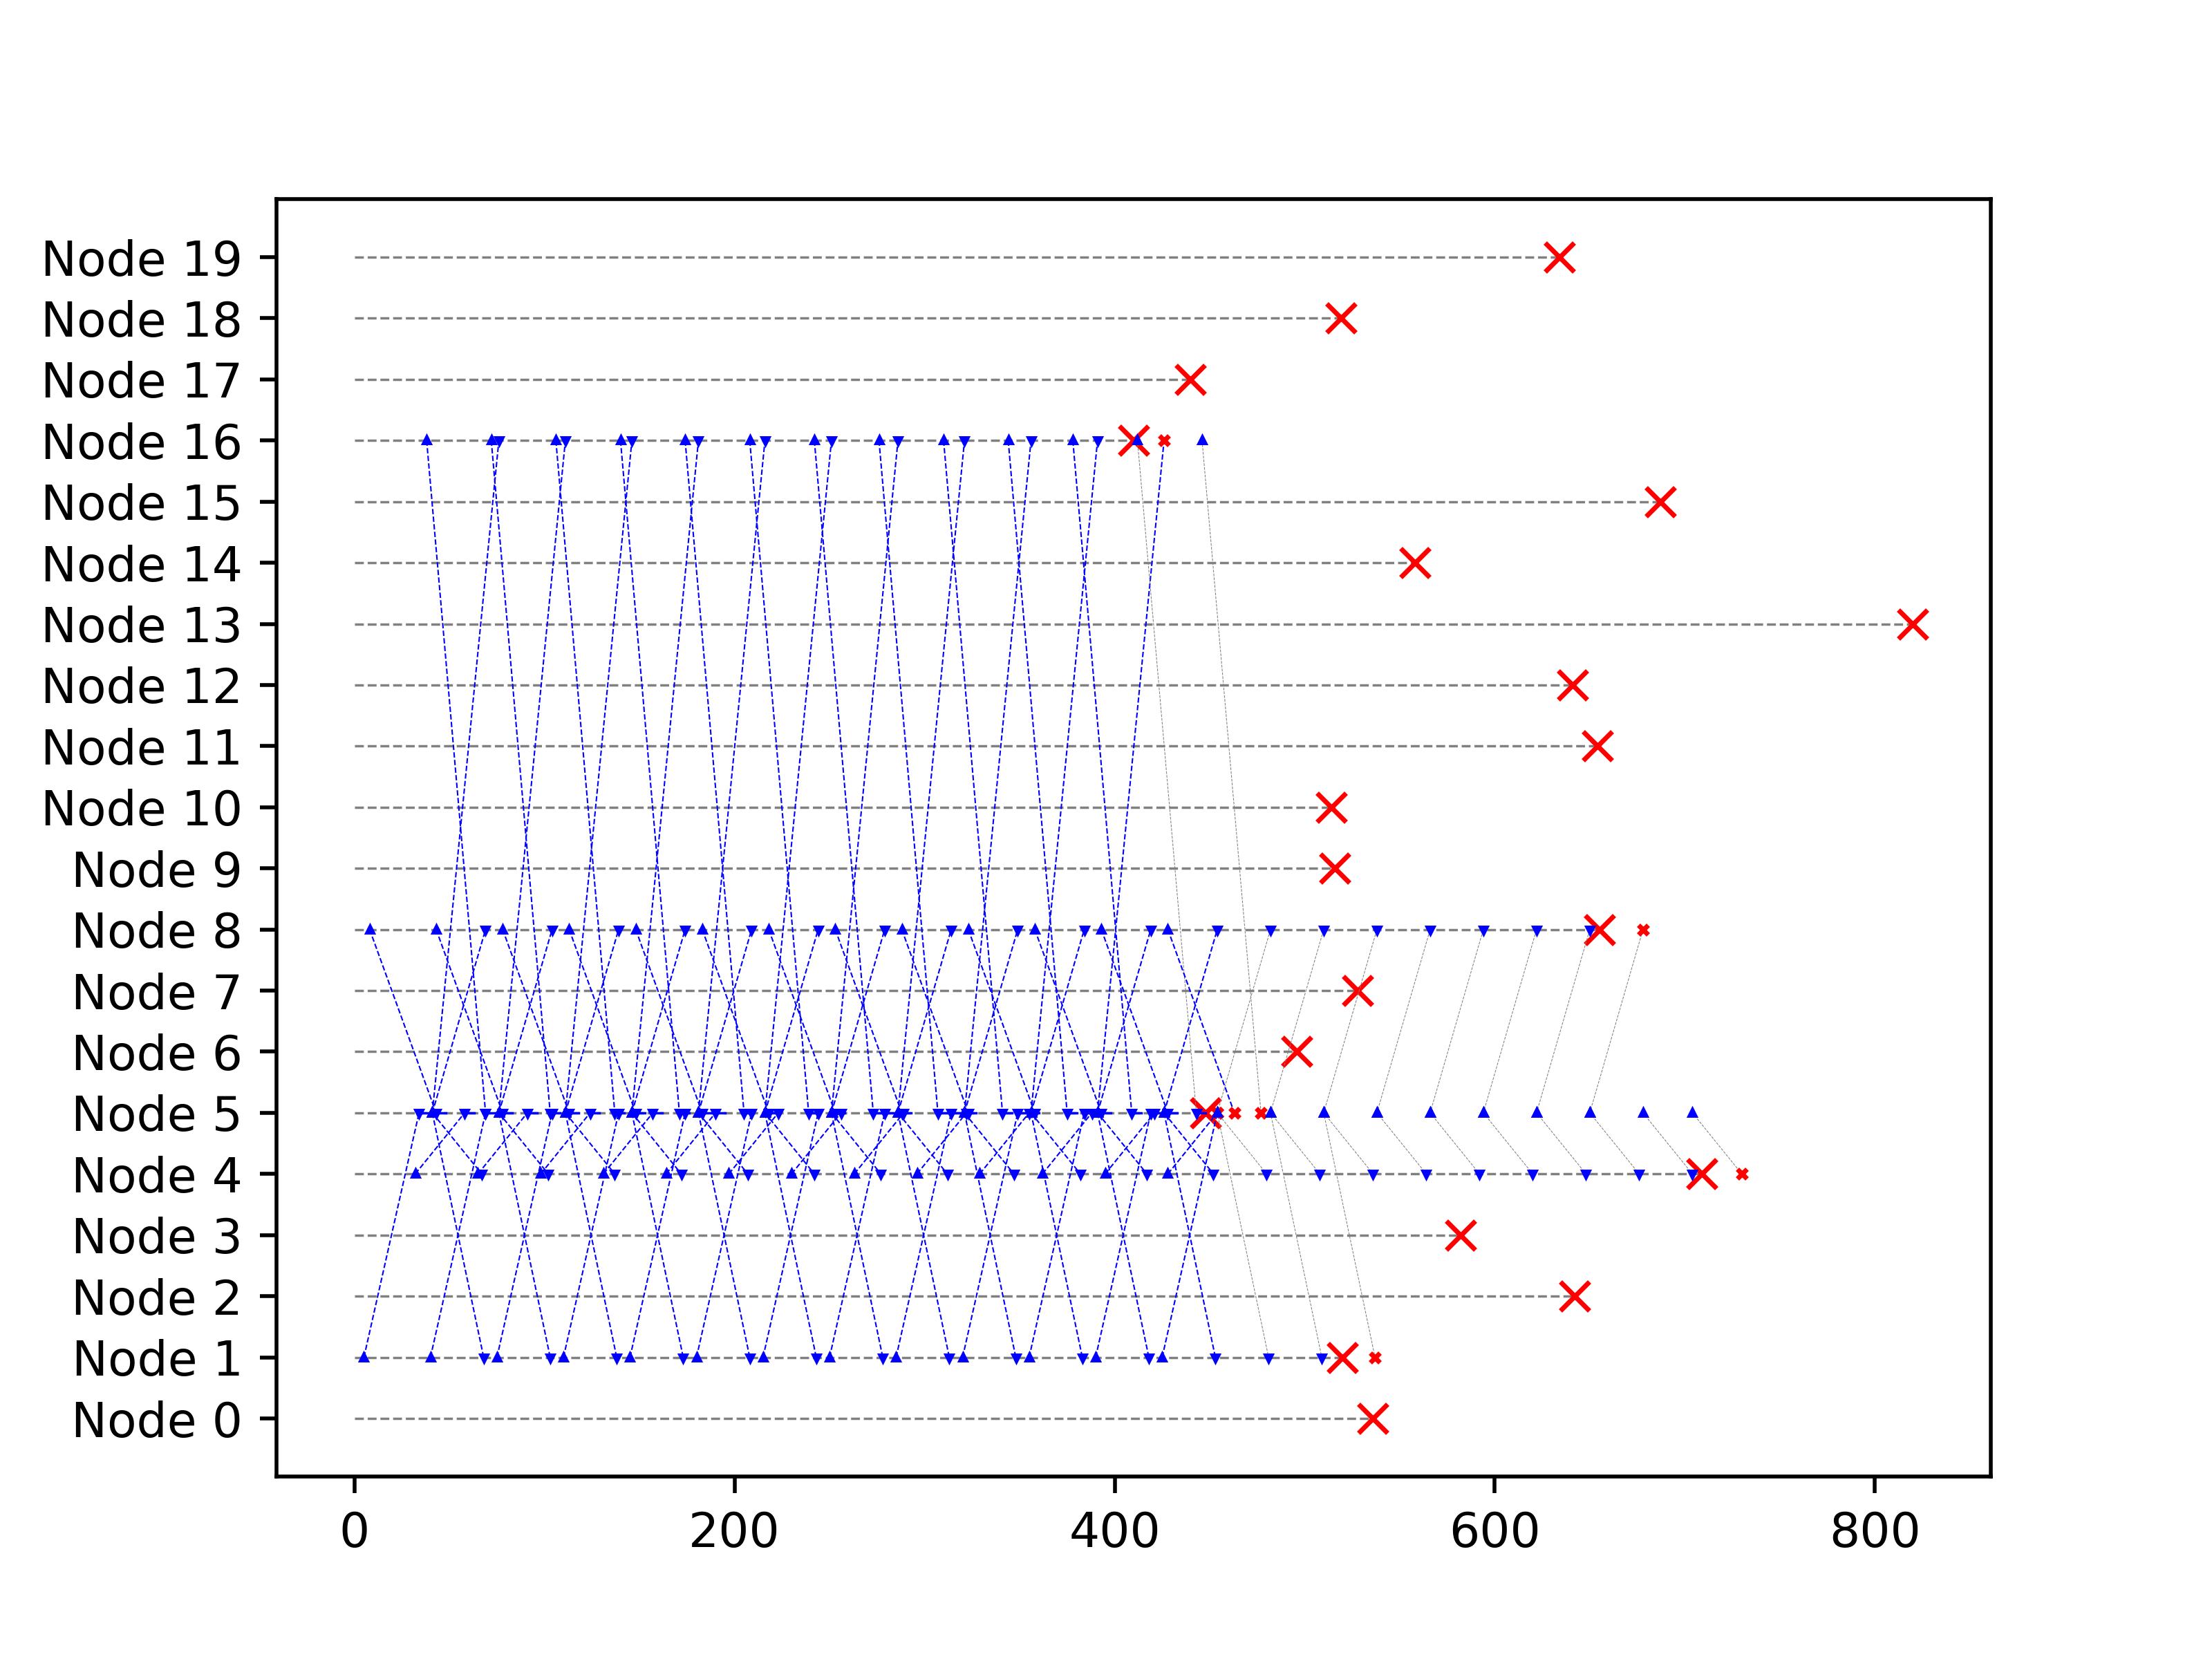 Node 19
Node 18
Node 17
Node 16
Node 15
Node 14
Node 13
Node 12
Node 11
Node 10
Node 9
Node 8
Node 7
Node 6
Node 5
Node 4
Node 3
Node 2
Node 1
Node 0
0 200 400 600 800